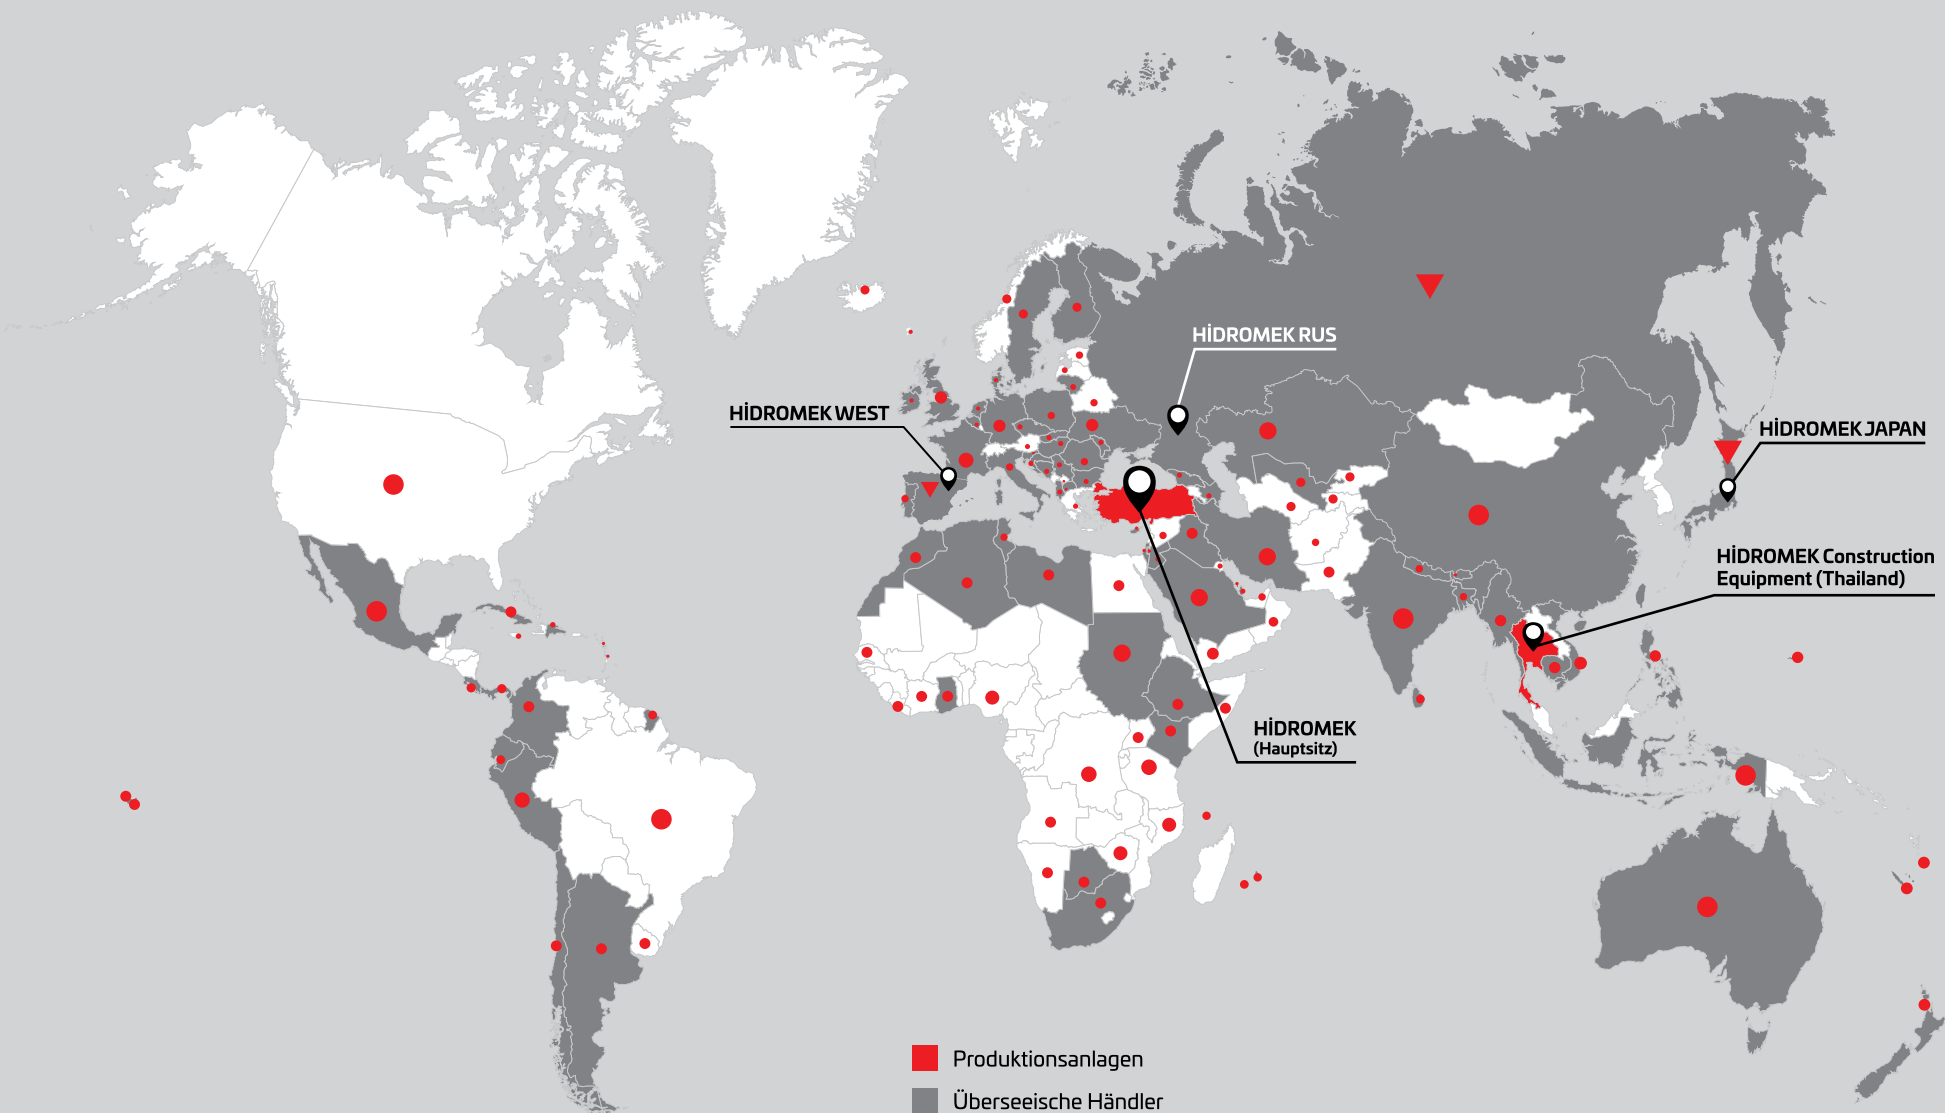 HİDROMEK RUS
HİDROMEK WEST
HİDROMEK JAPAN
HİDROMEK Construction
Equipment (Thailand)
HİDROMEK
(Hauptsitz)
Produktionsanlagen
Überseeische Händler